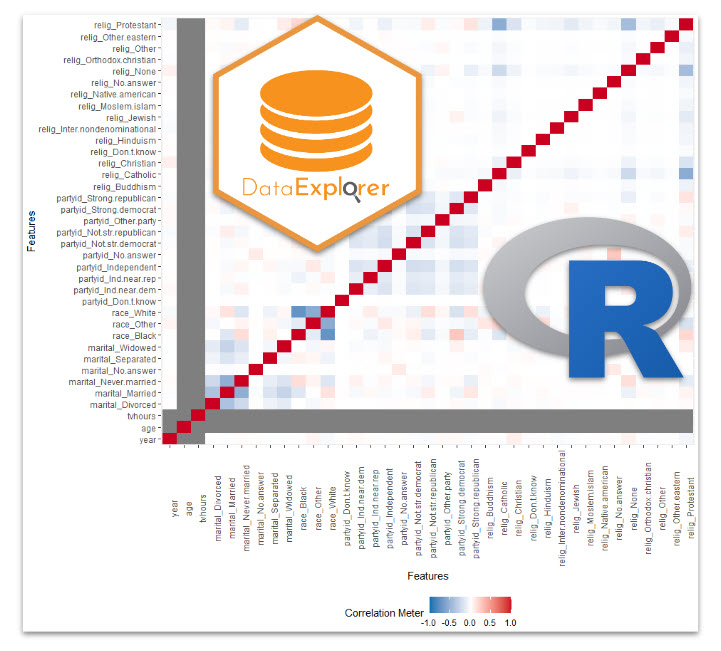 relig_Protestant
relig_Other.eastern
relig_Other
relig_Orthodox.christian
relig_None
relig_No.answer
relig_Native.american
relig_Moslem.islam
relig_Jewish
relig_Inter.nondenominational
relig_Hinduism
relig_Don.t.know
relig_Christian
relig_Catholic
relig_Buddhism
partyid_Strong.republican
partyid_Strong.democrat
partyid_Other.party
partyid_Not.str.republican
partyid_Not.str.democrat
partyid_No.answer
partyid_Independent
partyid_Ind.near.rep
partyid_Ind.near.dem
partyid_Don.t.know
race_White
race_Other
race_Black
marital_Widowed
marital_Separated
marital_No.answer
marital_Never.married
marital_Married
marital_Divorced
tvhours
age
year
Features
DataExplorer
R
year
age
tvhours
marital_Divorced
marital_Married
marital_Never.married
marital_No.answer
marital_Separated
marital_Widowed
race_Black
race_Other
race_White
partyid_Don.t.know
partyid_Ind.near.dem
partyid_Ind.near.rep
partyid_Independent
partyid_No.answer
partyid_Not.str.democrat
partyid_Not.str.republican
partyid_Other.party
partyid_Strong.democrat
partyid_Strong.republican
relig_Buddhism
relig_Catholic
relig_Christian
relig_Don.t.know
relig_Hinduism
relig_Inter.nondenominational
relig_Jewish
relig_Moslem.islam
relig_Native.american
relig_No.answer
relig_None
relig_Orthodox.christian
relig_Other
relig_Other.eastern
relig_Protestant
Features
Correlation Meter
-1.0 -0.5 0.0 0.5 1.0